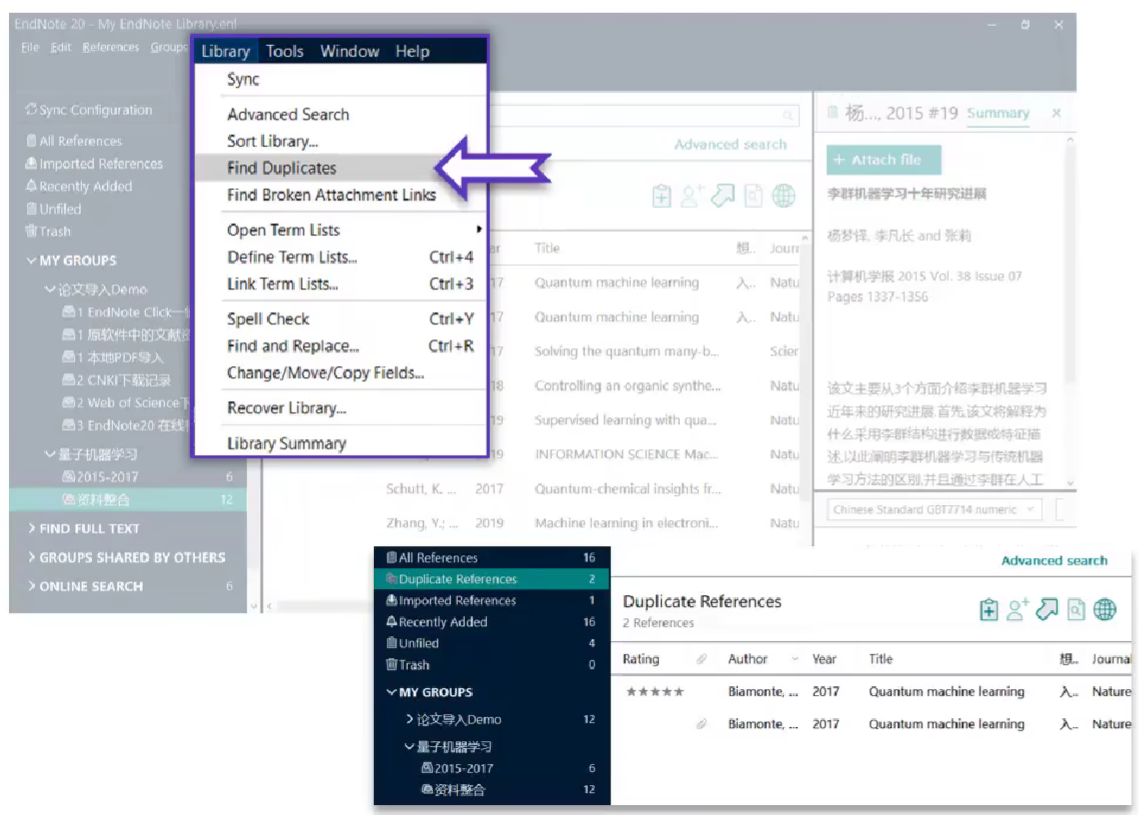 EndNote 20 - My EndNote Library.enl
File Edit References Groups
Library Tools Window Help
Sync
Advanced Search
Sort Library...
Find Duplicates
Find Broken Attachment Links
Open Term Lists
Define Term Lists... Ctrl+4
Link Term Lists... Ctrl+3
Spell Check Ctrl+Y
Find and Replace... Ctrl+R
Change/Move/Copy Fields...
Recover Library...
Library Summary
Sync Configuration
All References
Imported References
Recently Added
Unfiled
Trash
MY GROUPS
论文导入Demo
1 EndNote Click一
1 原软件中的文献资
1 本地PDF导入
2 CNKI下载记录
2 Web of Science下
3 EndNote20 在线
量子机器学习
2015-2017 6
资料整合 12
FIND FULL TEXT
GROUPS SHARED BY OTHERS
ONLINE SEARCH 6
Advanced search
Title 想.. Journ
17 Quantum machine learning 入.. Natu
17 Quantum machine learning 入.. Natu
17 Solving the quantum many-b... Scier
18 Controlling an organic synthe... Natu
19 Supervised learning with qua... Natu
19 INFORMATION SCIENCE Mac... Natu
Schutt, K. ... 2017 Quantum-chemical insights fr... Natu
Zhang, Y.; ... 2019 Machine learning in electroni... Natu
杨..., 2015 #19 Summary
+ Attach file
李群机器学习十年研究进展
杨梦铎, 李凡长 and 张莉
计算机学报 2015 Vol. 38 Issue 07
Pages 1337-1356
该文主要从3个方面介绍李群机器学习
近年来的研究进展.首先,该文将解释为
什么采用李群结构进行数据或特征描
述,以此阐明李群机器学习与传统机器
学习方法的区别,并且通过李群在人工
Chinese Standard GBT7714 numeric
All References 16
Duplicate References 2
Imported References 1
Recently Added 16
Unfiled 4
Trash 0
MY GROUPS
论文导入Demo 12
量子机器学习
2015-2017 6
资料整合 12
Advanced search
Duplicate References
2 References
Rating Author Year Title 想.. Journal
★★★★★ Biamonte, ... 2017 Quantum machine learning 入.. Nature
Biamonte, ... 2017 Quantum machine learning 入.. Nature